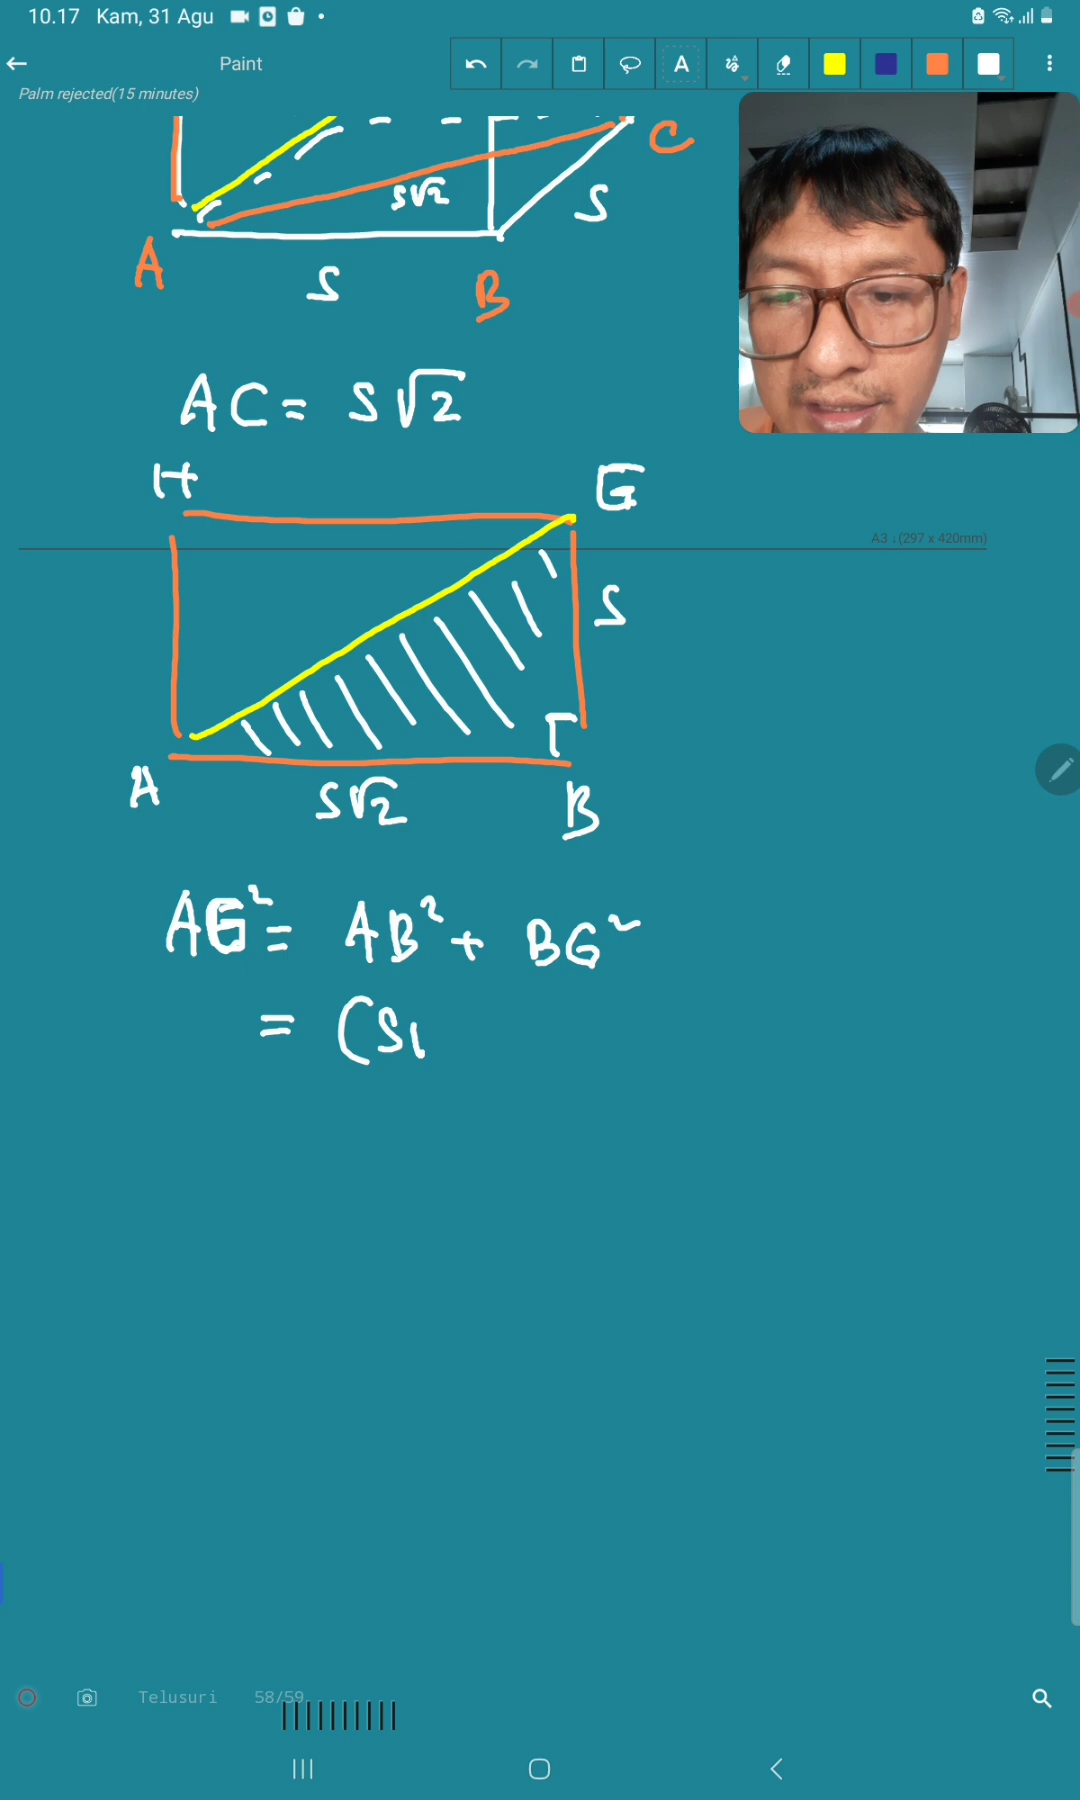 10.17 Kam, 31 Agu
Paint
A
Palm rejected(15 minutes)
C
S√2
S
A
S
B
AC = S√2
H
G
A3 ↓(297 x 420mm)
S
A
S√2
B
AG² = AB² + BG²
= (S
Telusuri 58/59